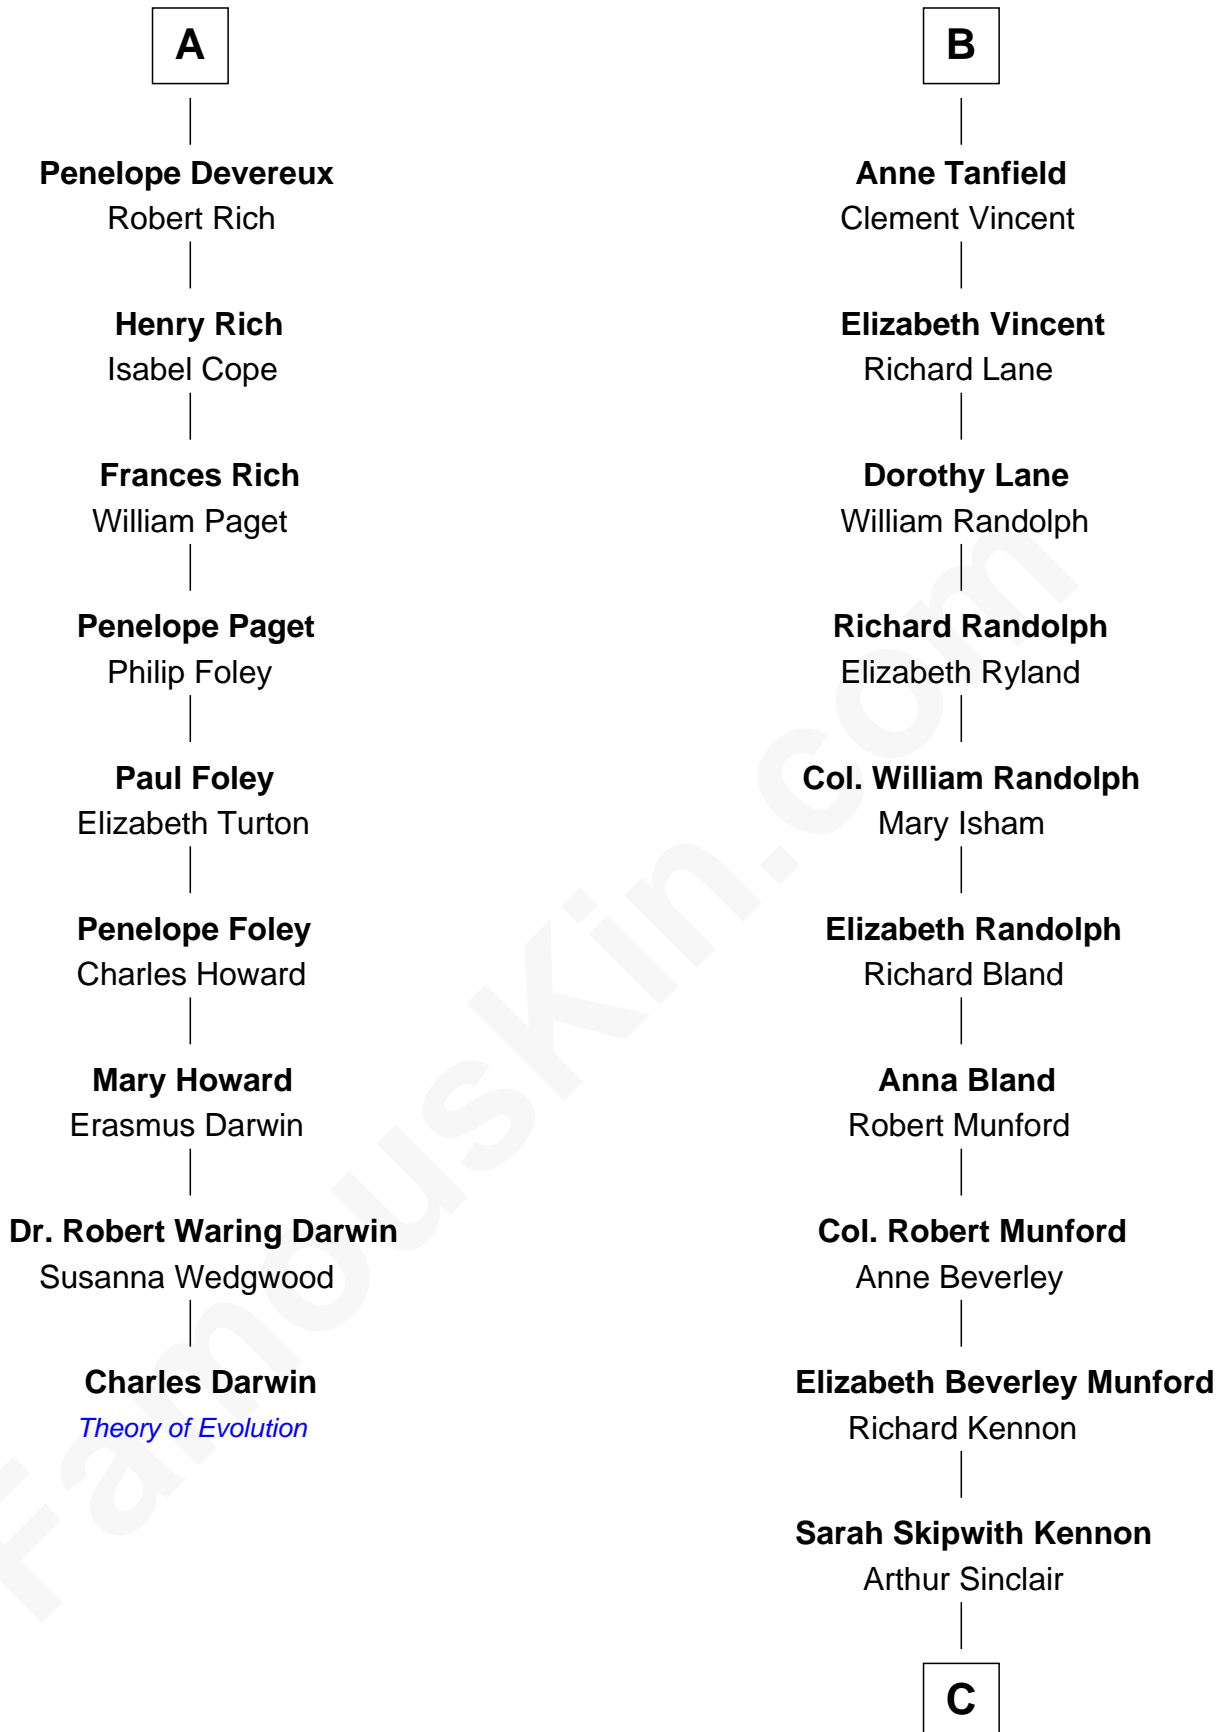 A
Penelope Devereux
Robert Rich
Henry Rich
Isabel Cope
Frances Rich
William Paget
Penelope Paget
Philip Foley
Paul Foley
Elizabeth Turton
Penelope Foley
Charles Howard
Mary Howard
Erasmus Darwin
Dr. Robert Waring Darwin
Susanna Wedgwood
Charles Darwin
Theory of Evolution
B
Anne Tanfield
Clement Vincent
Elizabeth Vincent
Richard Lane
Dorothy Lane
William Randolph
Richard Randolph
Elizabeth Ryland
Col. William Randolph
Mary Isham
Elizabeth Randolph
Richard Bland
Anna Bland
Robert Munford
Col. Robert Munford
Anne Beverley
Elizabeth Beverley Munford
Richard Kennon
Sarah Skipwith Kennon
Arthur Sinclair
C
FamousKin.com